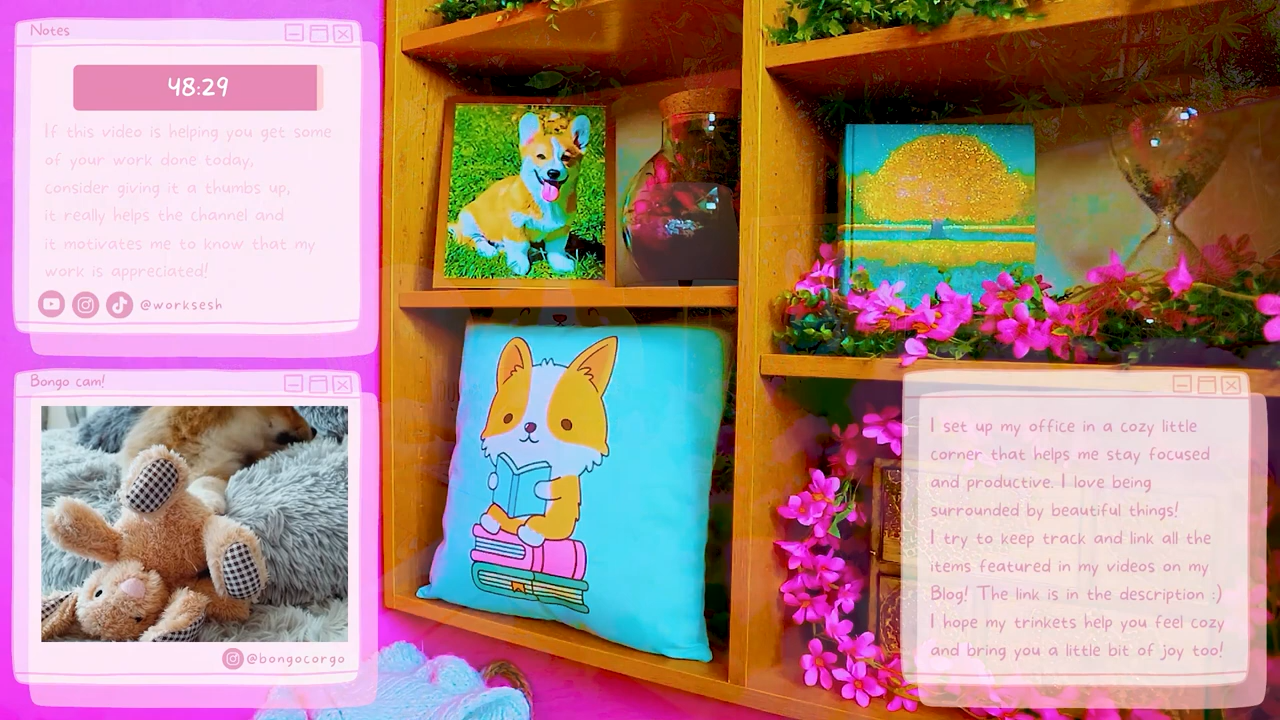 Notes
48:29
If this video is helping you get some
of your work done today,
consider giving it a thumbs up,
it really helps the channel and
it motivates me to know that my
work is appreciated!
@worksesh
Bongo cam!
@bongocorgo
I set up my office in a cozy little
corner that helps me stay focused
and productive. I love being
surrounded by beautiful things!
I try to keep track and link all the
items featured in my videos on my
Blog! The link is in the description :)
I hope my trinkets help you feel cozy
and bring you a little bit of joy too!